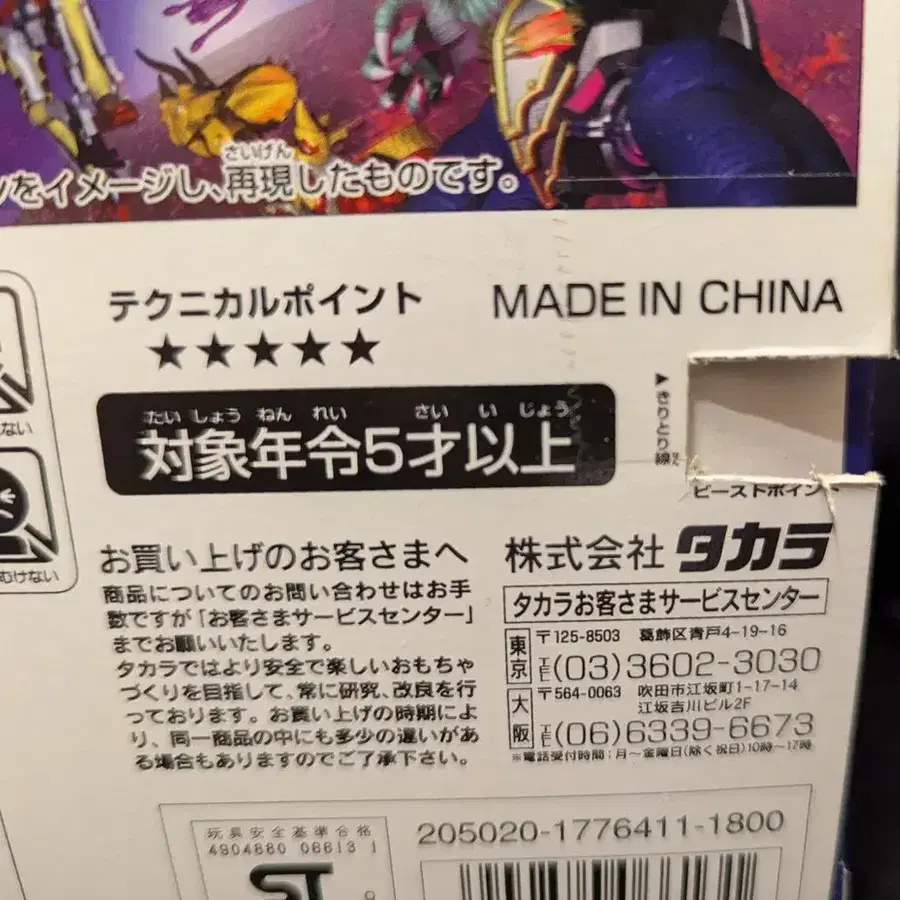 さいげん
ンをイメージし、再現したものです。
テクニカルポイント
MADE IN CHINA
★★★★★
たい しょう ねん れい さい い じょう
対象年令5才以上
▶きりとり線
せん
ビーストポイン
ない
むけない
お買い上げのお客さまへ
商品についてのお問い合わせはお手
数ですが「お客さまサービスセンター」
までお願いいたします。
タカラではより安全で楽しいおもちゃ
づくりを目指して、常に研究、改良を行
っております。お買い上げの時期によ
り、同一商品の中にも多少の違いがあ
る場合もありますのでご了承下さい。
株式会社 タカラ
タカラお客さまサービスセンター
東京 〒125-8503 葛飾区青戸4-19-16
TEL(03)3602-3030
大阪 〒564-0063 吹田市江坂町1-17-14
江坂吉川ビル2F
TEL(06)6339-6673
※電話受付時間:月〜金曜日(除く祝日)10時〜17時
玩具安全基準合格
4904880 06613 1
ST
205020-1776411-1800